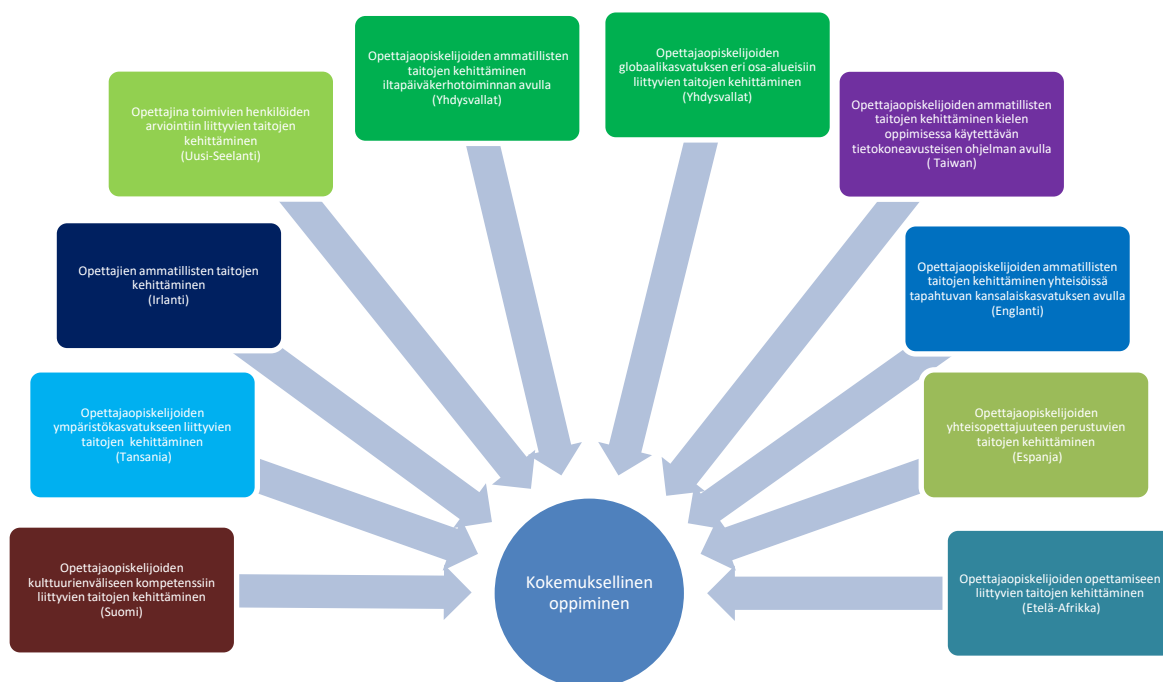 Opettajaopiskelijoiden ammatillisten
taitojen kehittäminen
iltapäiväkerhotoiminnan avulla
(Yhdysvallat)
Opettajaopiskelijoiden
globaalikasvatuksen eri osa-alueisiin
liittyvien taitojen kehittäminen
(Yhdysvallat)
Opettajina toimivien henkilöiden
arviointiin liittyvien taitojen
kehittäminen
(Uusi-Seelanti)
Opettajaopiskelijoiden ammatillisten
taitojen kehittäminen kielen
oppimisessa käytettävän
tietokoneavusteisen ohjelman avulla
( Taiwan)
Opettajien ammatillisten taitojen
kehittäminen
(Irlanti)
Opettajaopiskelijoiden ammatillisten
taitojen kehittäminen yhteisöissä
tapahtuvan kansalaiskasvatuksen avulla
(Englanti)
Opettajaopiskelijoiden
ympäristökasvatukseen liittyvien
taitojen kehittäminen
(Tansania)
Opettajaopiskelijoiden
yhteisopettajuuteen perustuvien
taitojen kehittäminen
(Espanja)
Opettajaopiskelijoiden
kulttuurienväliseen kompetenssiin
liittyvien taitojen kehittäminen
(Suomi)
Kokemuksellinen
oppiminen
Opettajaopiskelijoiden opettamiseen
liittyvien taitojen kehittäminen
(Etelä-Afrikka)